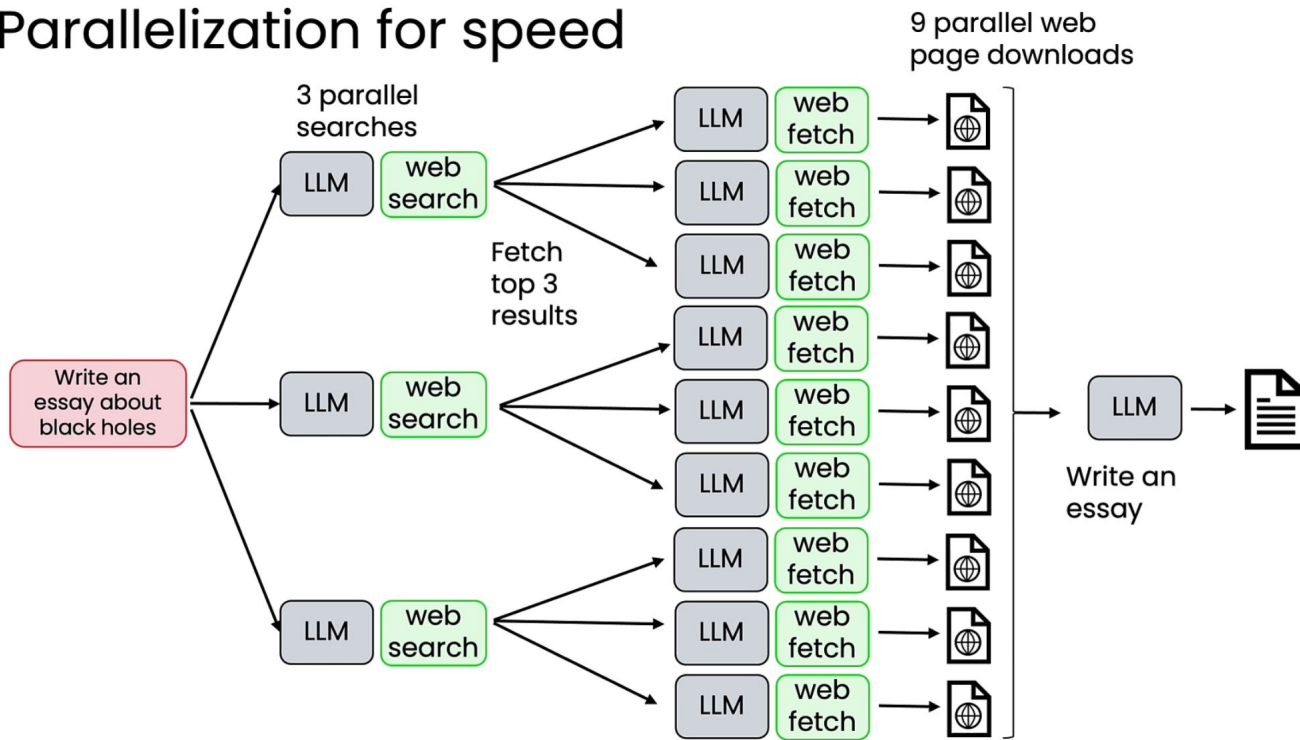 Parallelization for speed
9 parallel web
page downloads
3 parallel
searches
LLM
web
search
Fetch
top 3
results
LLM
web
fetch
LLM
web
fetch
LLM
web
fetch
Write an
essay about
black holes
LLM
web
search
LLM
web
fetch
LLM
web
fetch
LLM
web
fetch
LLM
web
search
LLM
web
fetch
LLM
web
fetch
LLM
web
fetch
LLM
Write an
essay